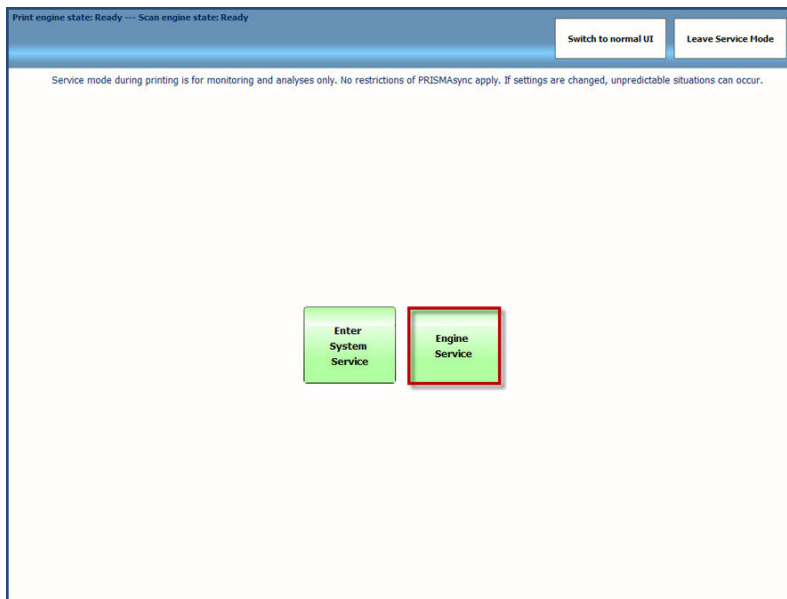 Print engine state: Ready --- Scan engine state: Ready
Switch to normal UI
Leave Service Mode
Service mode during printing is for monitoring and analyses only. No restrictions of PRISMAsync apply. If settings are changed, unpredictable situations can occur.
Enter
System
Service
Engine
Service